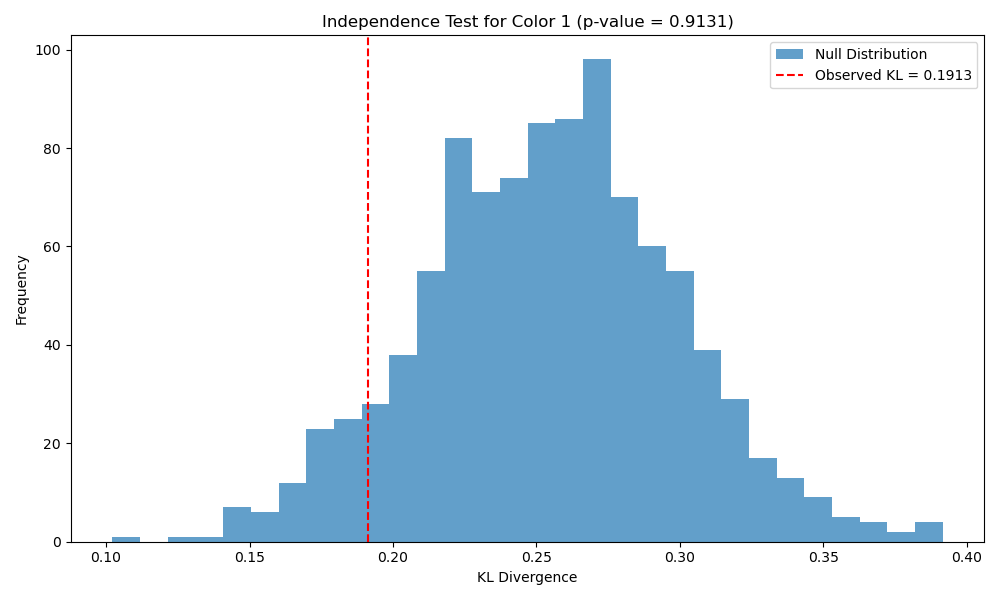 Independence Test for Color 1 (p-value = 0.9131)
Null Distribution
Observed KL = 0.1913
Frequency
100
80
60
40
20
0
0.10 0.15 0.20 0.25 0.30 0.35 0.40
KL Divergence